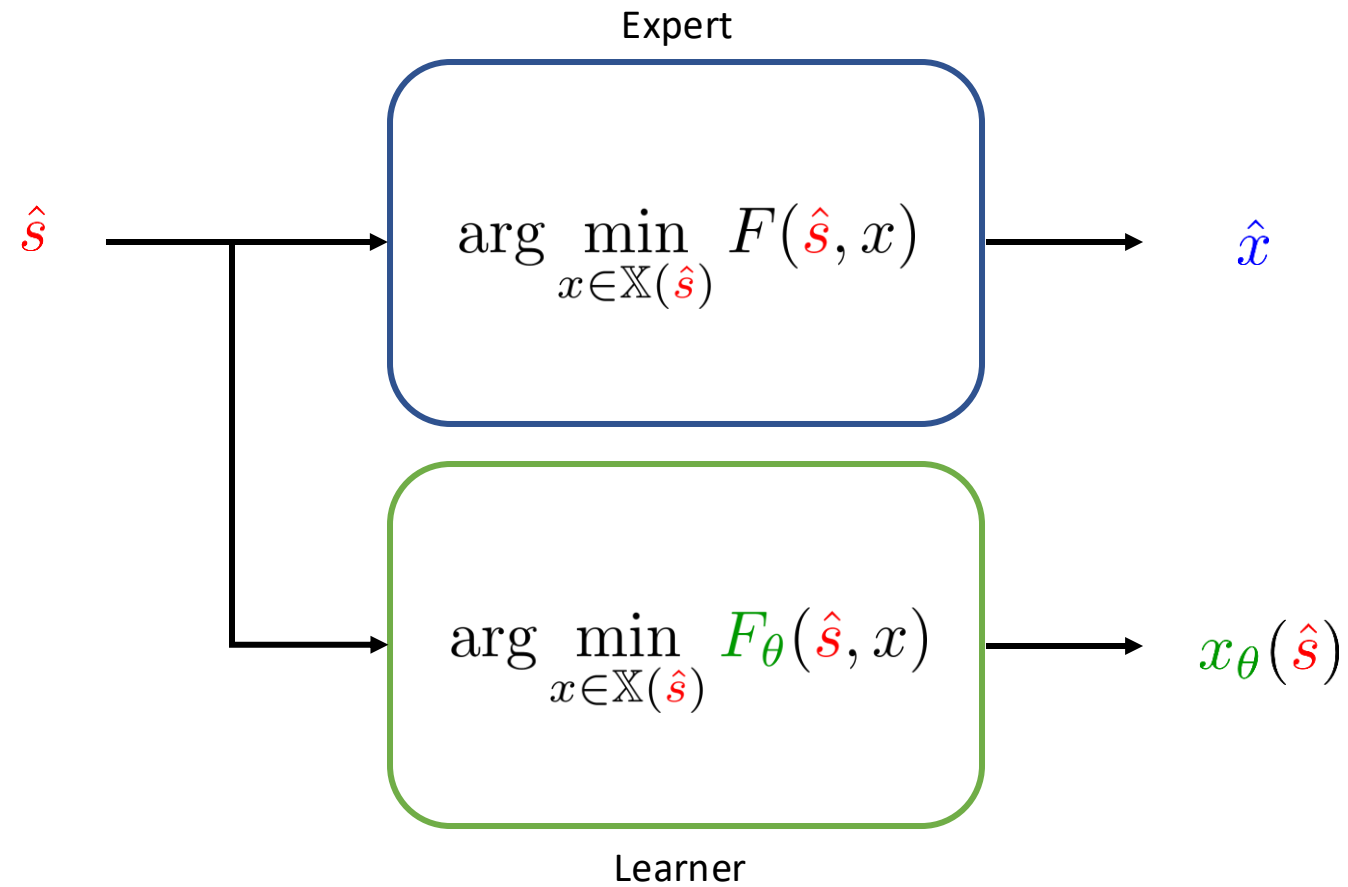 Expert
ŝ
arg min F(ŝ, x)
x∈𝕏(ŝ)
x̂
arg min F_θ(ŝ, x)
x∈𝕏(ŝ)
x_θ(ŝ)
Learner